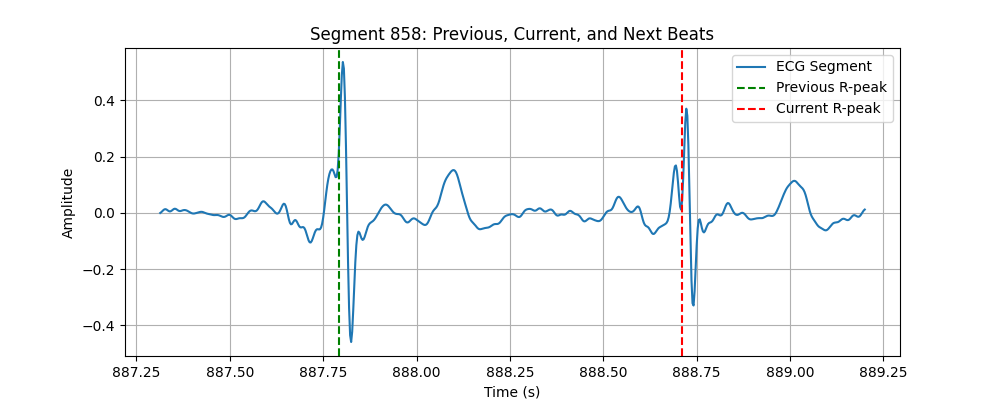 Segment 858: Previous, Current, and Next Beats
ECG Segment
Previous R-peak
Current R-peak
Amplitude
0.4
0.2
0.0
−0.2
−0.4
887.25 887.50 887.75 888.00 888.25 888.50 888.75 889.00 889.25
Time (s)